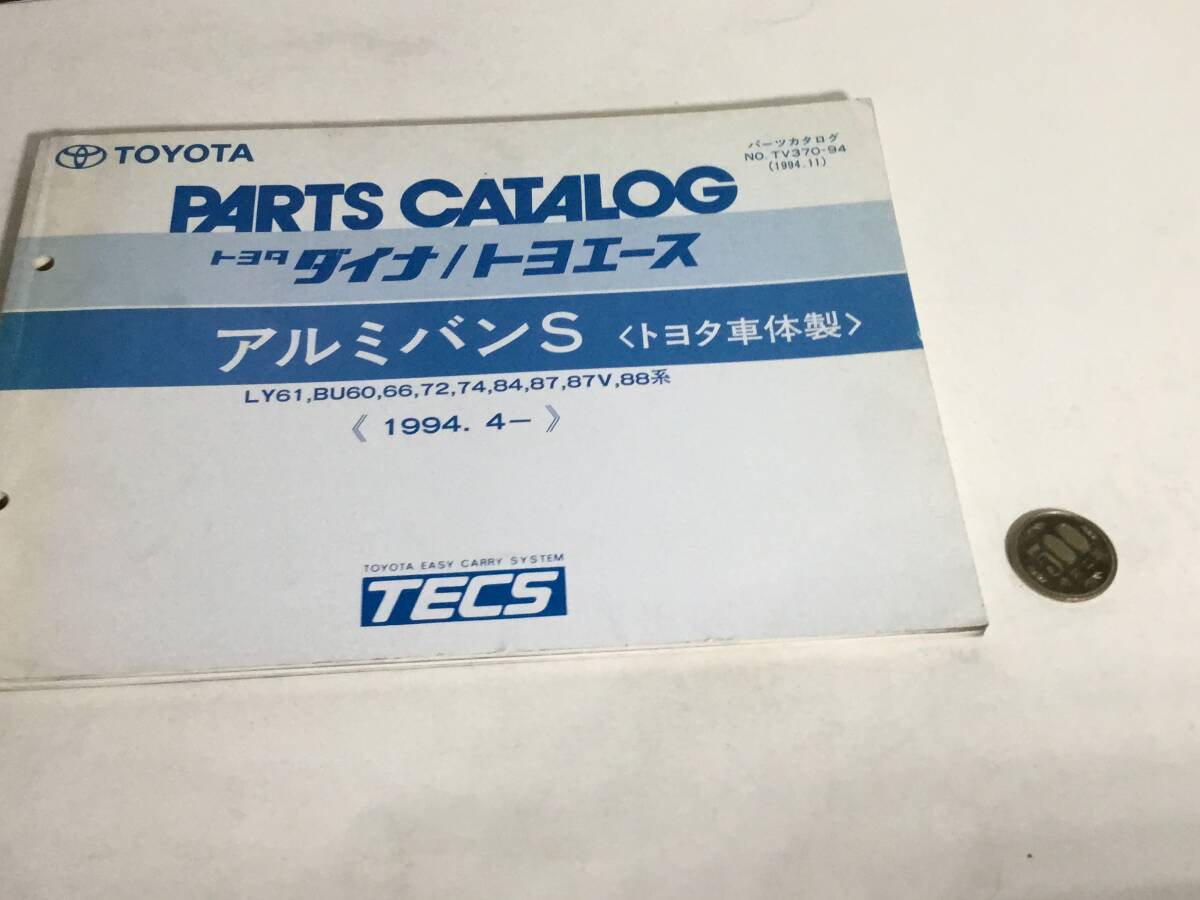 TOYOTA
パーツカタログ
NO. TV370-94
(1994.11)
PARTS CATALOG
トヨタ ダイナ/トヨエース
アルミバンS 〈トヨタ車体製〉
LY61,BU60,66,72,74,84,87,87V,88系
《 1994. 4− 》
TOYOTA EASY CARRY SYSTEM
TECS
500